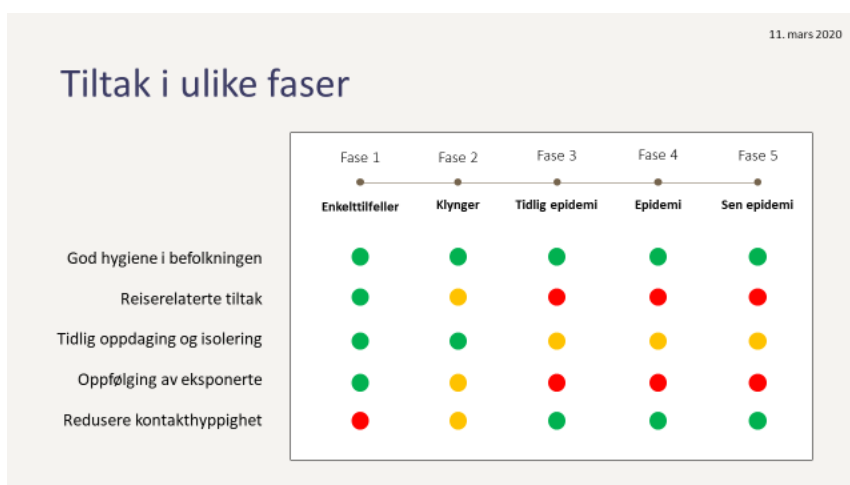 11. mars 2020
Tiltak i ulike faser
Fase 1 Fase 2 Fase 3 Fase 4 Fase 5
Enkelttilfeller Klynger Tidlig epidemi Epidemi Sen epidemi
God hygiene i befolkningen
Reiserelaterte tiltak
Tidlig oppdaging og isolering
Oppfølging av eksponerte
Redusere kontakthyppighet